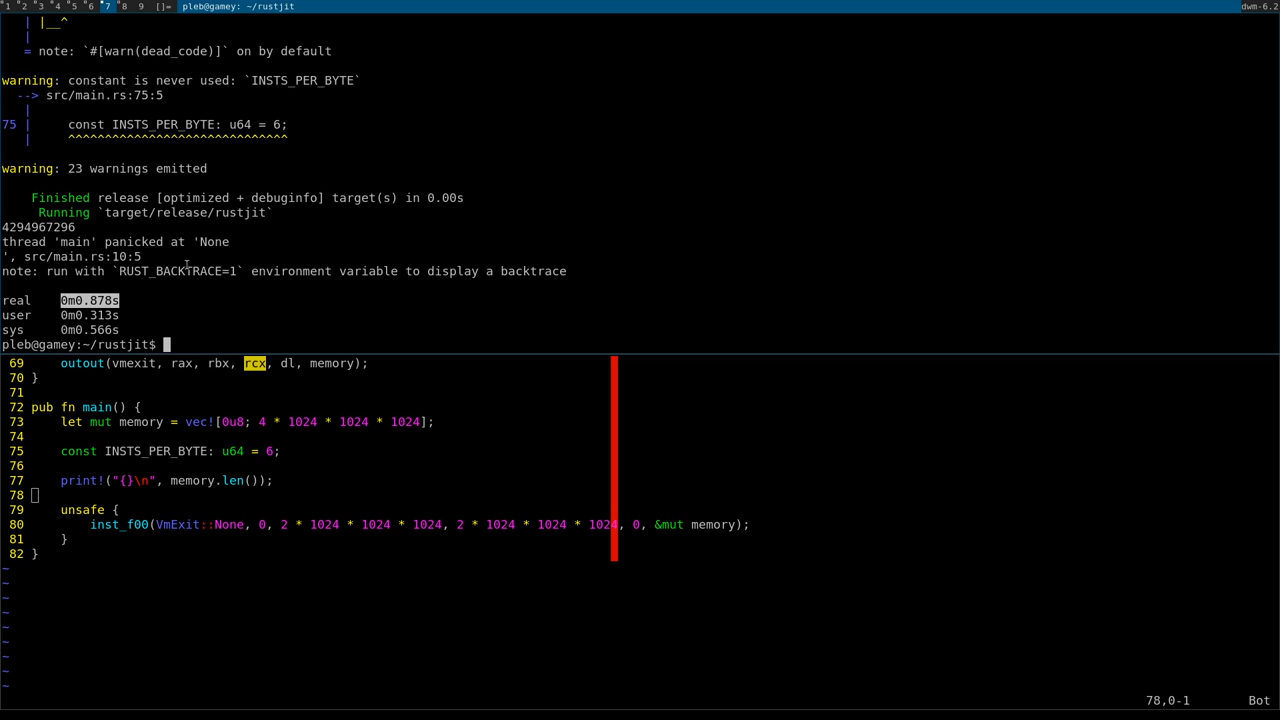 1 2 3 4 5 6 7 8 9 []= pleb@gamey: ~/rustjit dwm-6.2
| |__^
|
= note: `#[warn(dead_code)]` on by default
warning: constant is never used: `INSTS_PER_BYTE`
--> src/main.rs:75:5
|
75 | const INSTS_PER_BYTE: u64 = 6;
| ^^^^^^^^^^^^^^^^^^^^^^^^^^^^^^
warning: 23 warnings emitted
Finished release [optimized + debuginfo] target(s) in 0.00s
Running `target/release/rustjit`
4294967296
thread 'main' panicked at 'None
', src/main.rs:10:5
note: run with `RUST_BACKTRACE=1` environment variable to display a backtrace
real 0m0.878s
user 0m0.313s
sys 0m0.566s
pleb@gamey:~/rustjit$
69 outout(vmexit, rax, rbx, rcx, dl, memory);
70 }
71
72 pub fn main() {
73 let mut memory = vec![0u8; 4 * 1024 * 1024 * 1024];
74
75 const INSTS_PER_BYTE: u64 = 6;
76
77 print!("{}\n", memory.len());
78
79 unsafe {
80 inst_f00(VmExit::None, 0, 2 * 1024 * 1024 * 1024, 2 * 1024 * 1024 * 1024, 0, &mut memory);
81 }
82 }
~
~
~
~
~
~
~
~
~
78,0-1 Bot